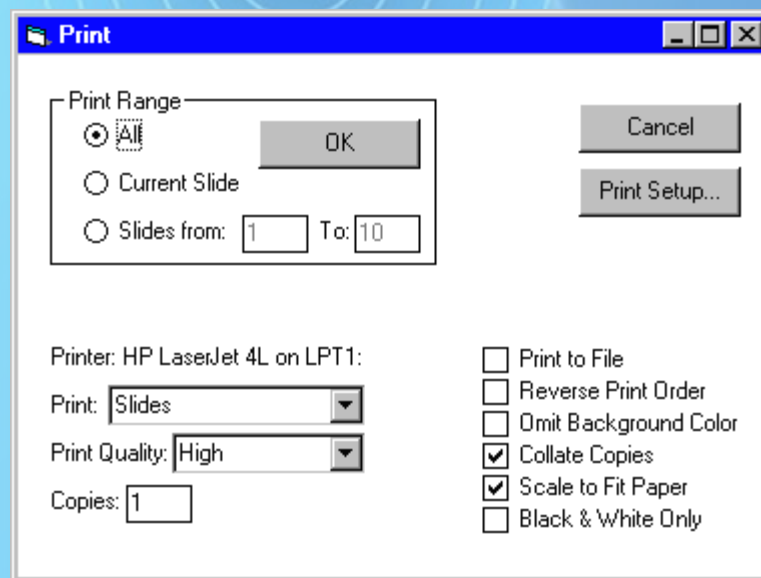 Print
Print Range
All
OK
Current Slide
Slides from: 1 To: 10
Cancel
Print Setup...
Printer: HP LaserJet 4L on LPT1:
Print: Slides
Print Quality: High
Copies: 1
Print to File
Reverse Print Order
Omit Background Color
Collate Copies
Scale to Fit Paper
Black & White Only